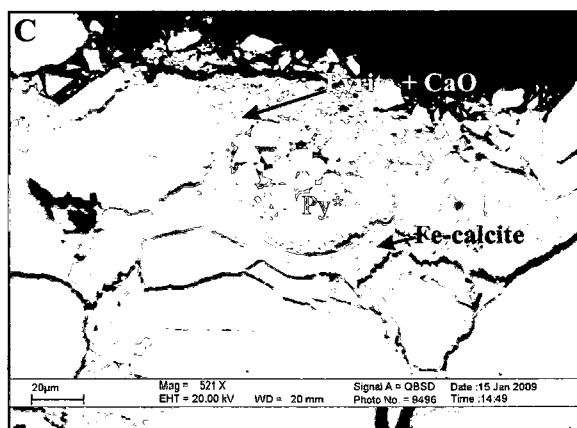 C
Pyrite + CaO
Py*
Fe-calcite
20µm
Mag = 521 X
EHT = 20.00 kV
WD = 20 mm
Signal A = QBSD
Photo No. = 9496
Date :15 Jan 2009
Time :14:49